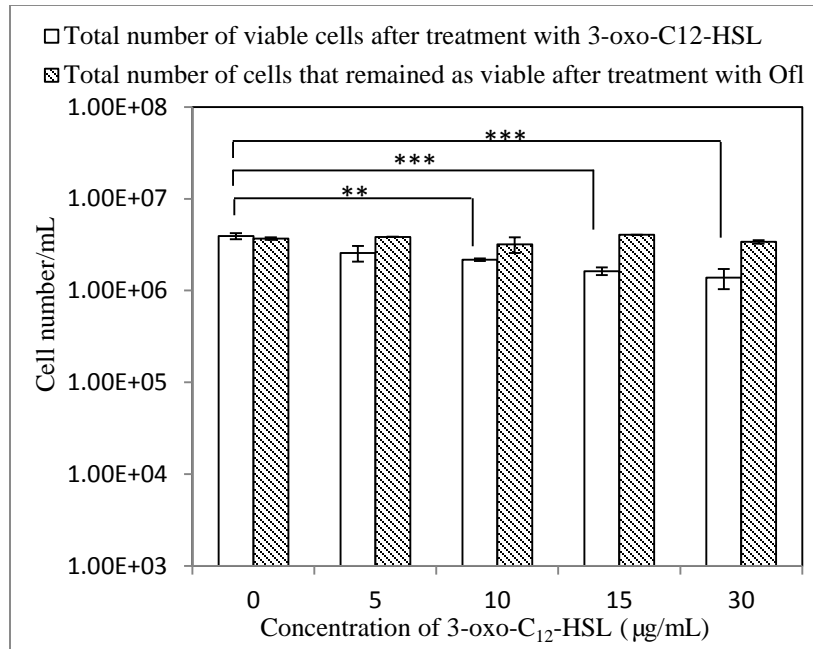 Total number of viable cells after treatment with 3-oxo-C12-HSL
Total number of cells that remained as viable after treatment with Ofl
1.00E+08
1.00E+07
1.00E+06
1.00E+05
1.00E+04
1.00E+03
Cell number/mL
***
***
**
0 5 10 15 30
Concentration of 3-oxo-C₁₂-HSL (µg/mL)